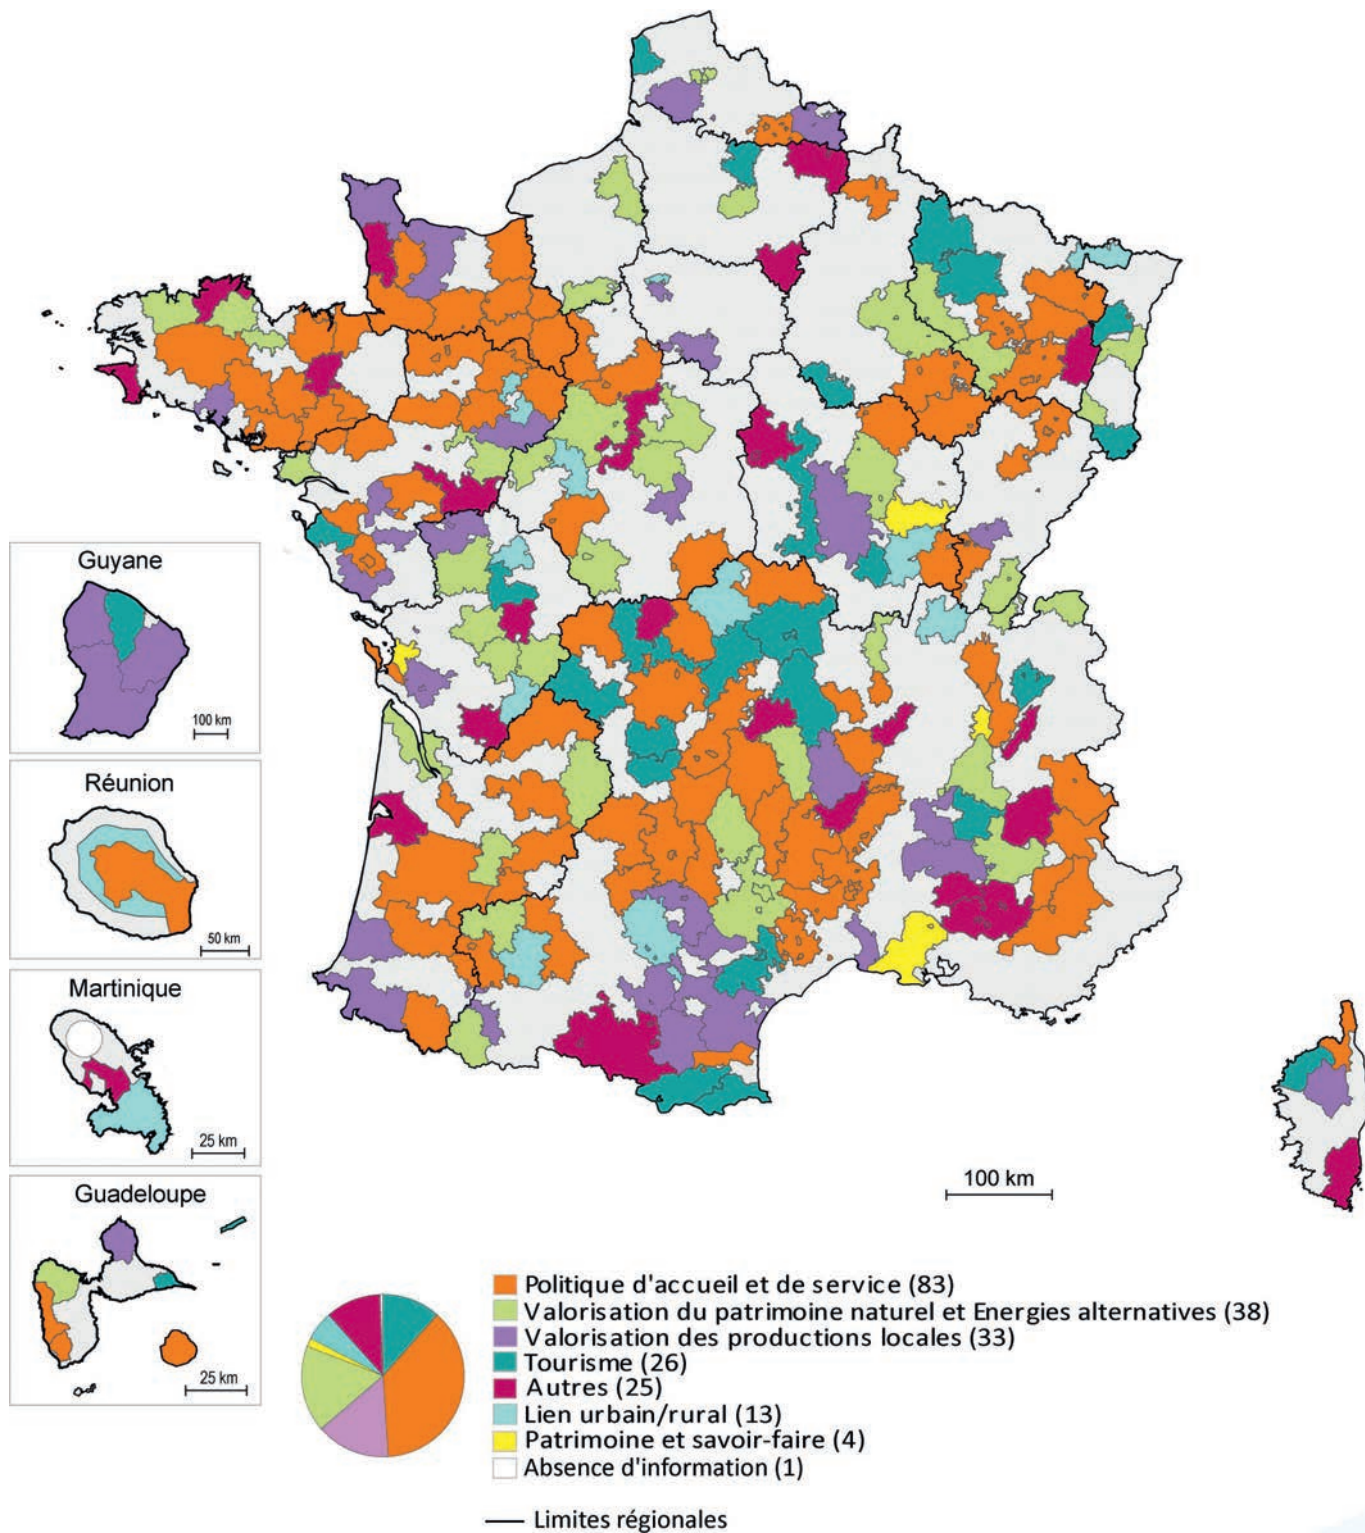 Guyane
100 km
Réunion
50 km
Martinique
25 km
Guadeloupe
25 km
100 km
Politique d'accueil et de service (83)
Valorisation du patrimoine naturel et Energies alternatives (38)
Valorisation des productions locales (33)
Tourisme (26)
Autres (25)
Lien urbain/rural (13)
Patrimoine et savoir-faire (4)
Absence d'information (1)
Limites régionales